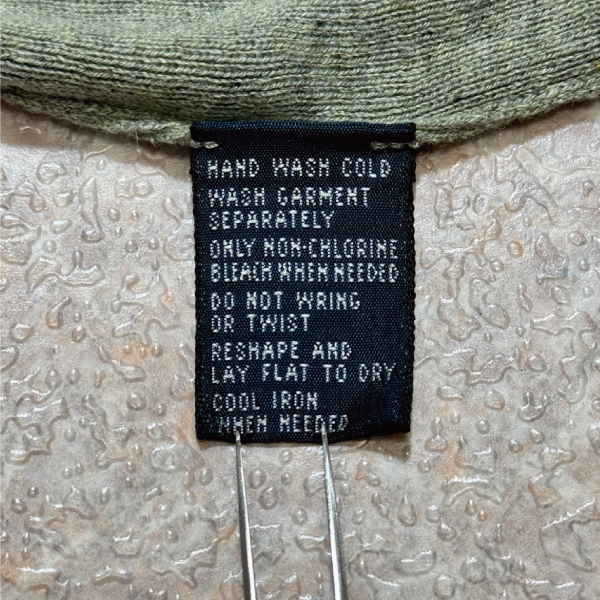 HAND WASH COLD
WASH GARMENT
SEPARATELY
ONLY NON-CHLORINE
BLEACH WHEN NEEDED
DO NOT WRING
OR TWIST
RESHAPE AND
LAY FLAT TO DRY
COOL IRON
WHEN NEEDED